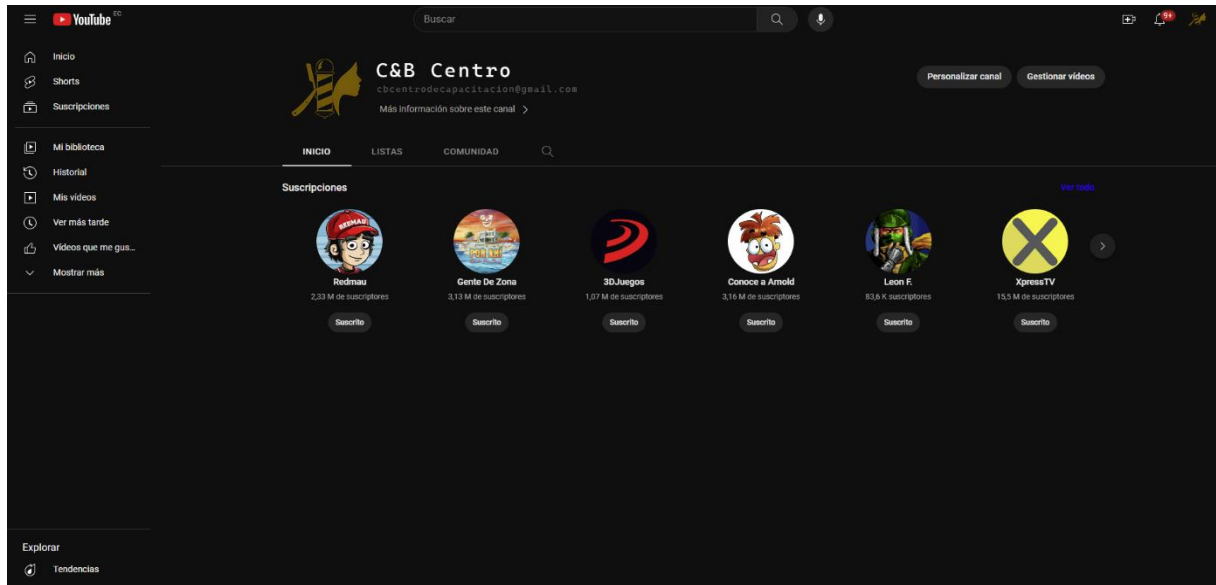 YouTube EC
Buscar
9+
Inicio
Shorts
Suscripciones
Mi biblioteca
Historial
Mis vídeos
Ver más tarde
Vídeos que me gus...
Mostrar más
Explorar
Tendencias
C&B Centro
cbcentrodecapacitacion@gmail.com
Más información sobre este canal
Personalizar canal
Gestionar vídeos
INICIO LISTAS COMUNIDAD
Suscripciones
Ver todo
REDMAU
Redmau
2,33 M de suscriptores
Suscrito
Gente De Zona
3,13 M de suscriptores
Suscrito
3DJuegos
1,07 M de suscriptores
Suscrito
Conoce a Arnold
3,16 M de suscriptores
Suscrito
Leon F.
83,6 K suscriptores
Suscrito
XpressTV
15,5 M de suscriptores
Suscrito